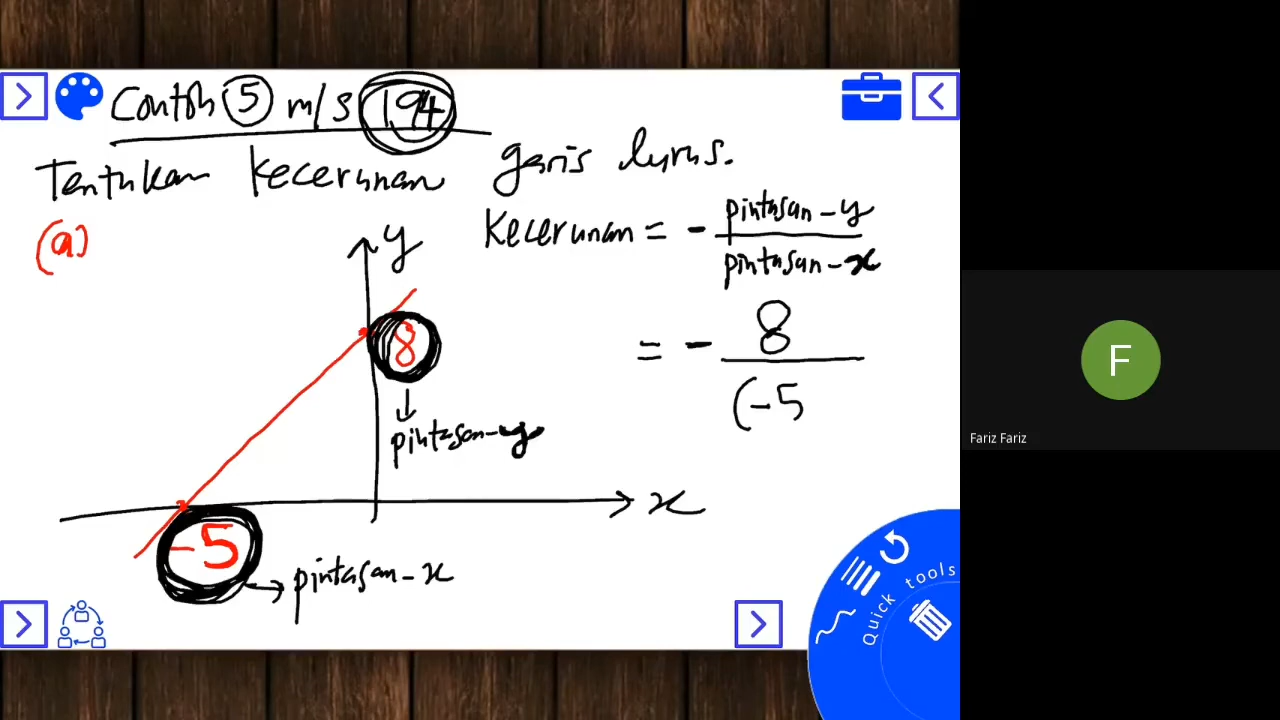 Contoh 5 m/s 194
Tentukan kecerunan garis lurus.
(a)
y
Kecerunan = - pintasan-y
pintasan-x
8
= - 8
(-5
pintasan-y
x
-5
pintasan-x
Quick tools
F
Fariz Fariz